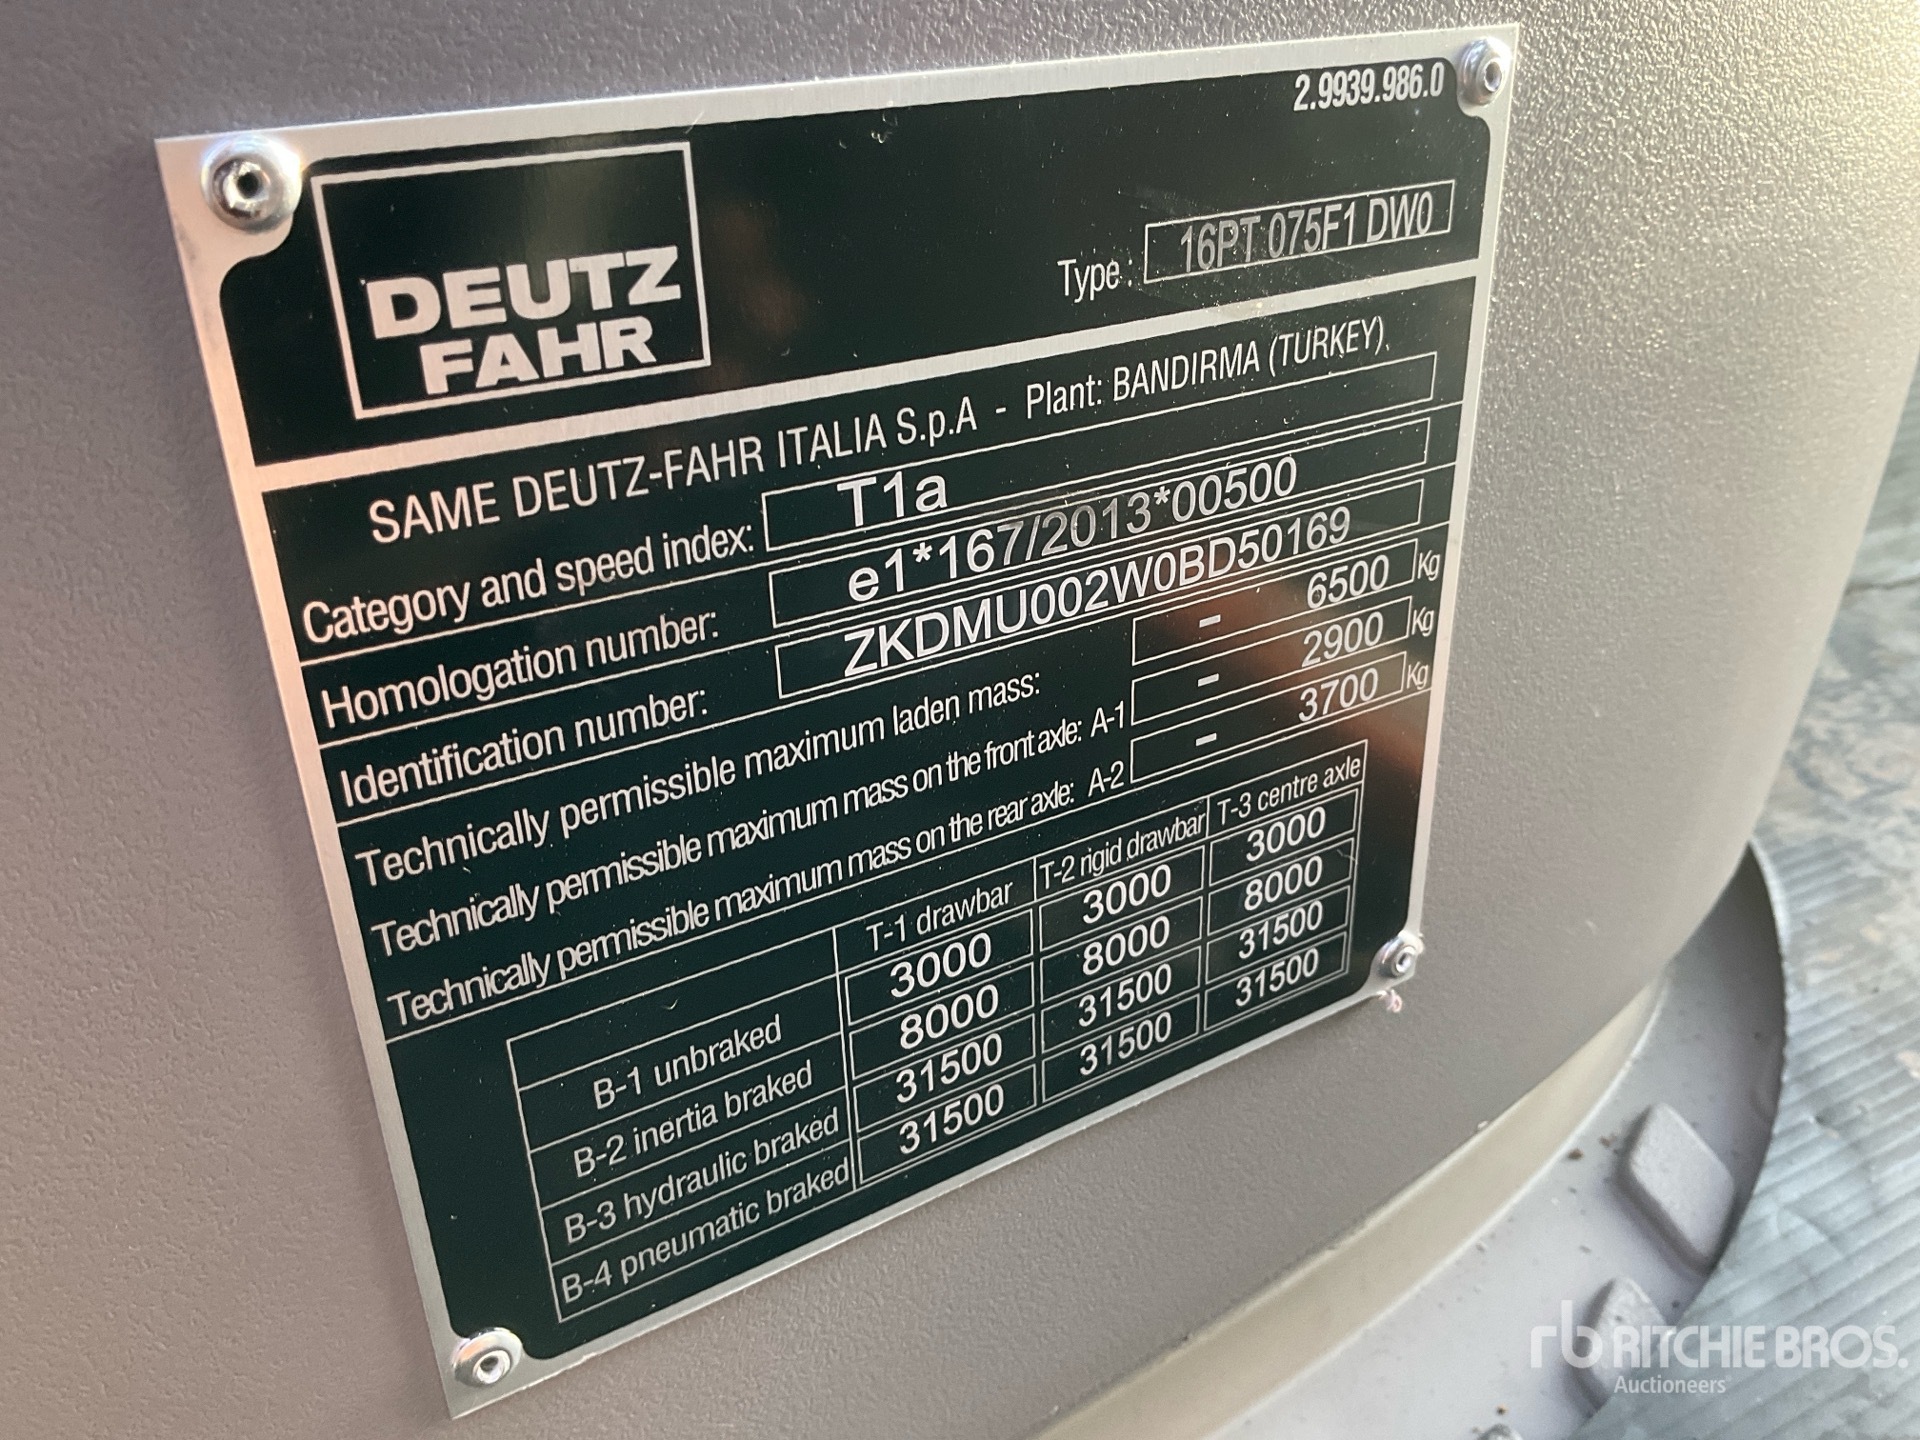 2.9939.986.0
DEUTZ
FAHR
Type : 16PT 075F1 DW0
SAME DEUTZ-FAHR ITALIA S.p.A - Plant: BANDIRMA (TURKEY).
Category and speed index: T1a
Homologation number: e1*167/2013*00500
Identification number: ZKDMU002W0BD50169
Technically permissible maximum laden mass: - 6500 Kg
Technically permissible maximum mass on the front axle: A-1 - 2900 Kg
Technically permissible maximum mass on the rear axle: A-2 - 3700 Kg
T-1 drawbar T-2 rigid drawbar T-3 centre axle
B-1 unbraked 3000 3000 3000
B-2 inertia braked 8000 8000 8000
B-3 hydraulic braked 31500 31500 31500
B-4 pneumatic braked 31500 31500 31500
rb RITCHIE BROS.
Auctioneers